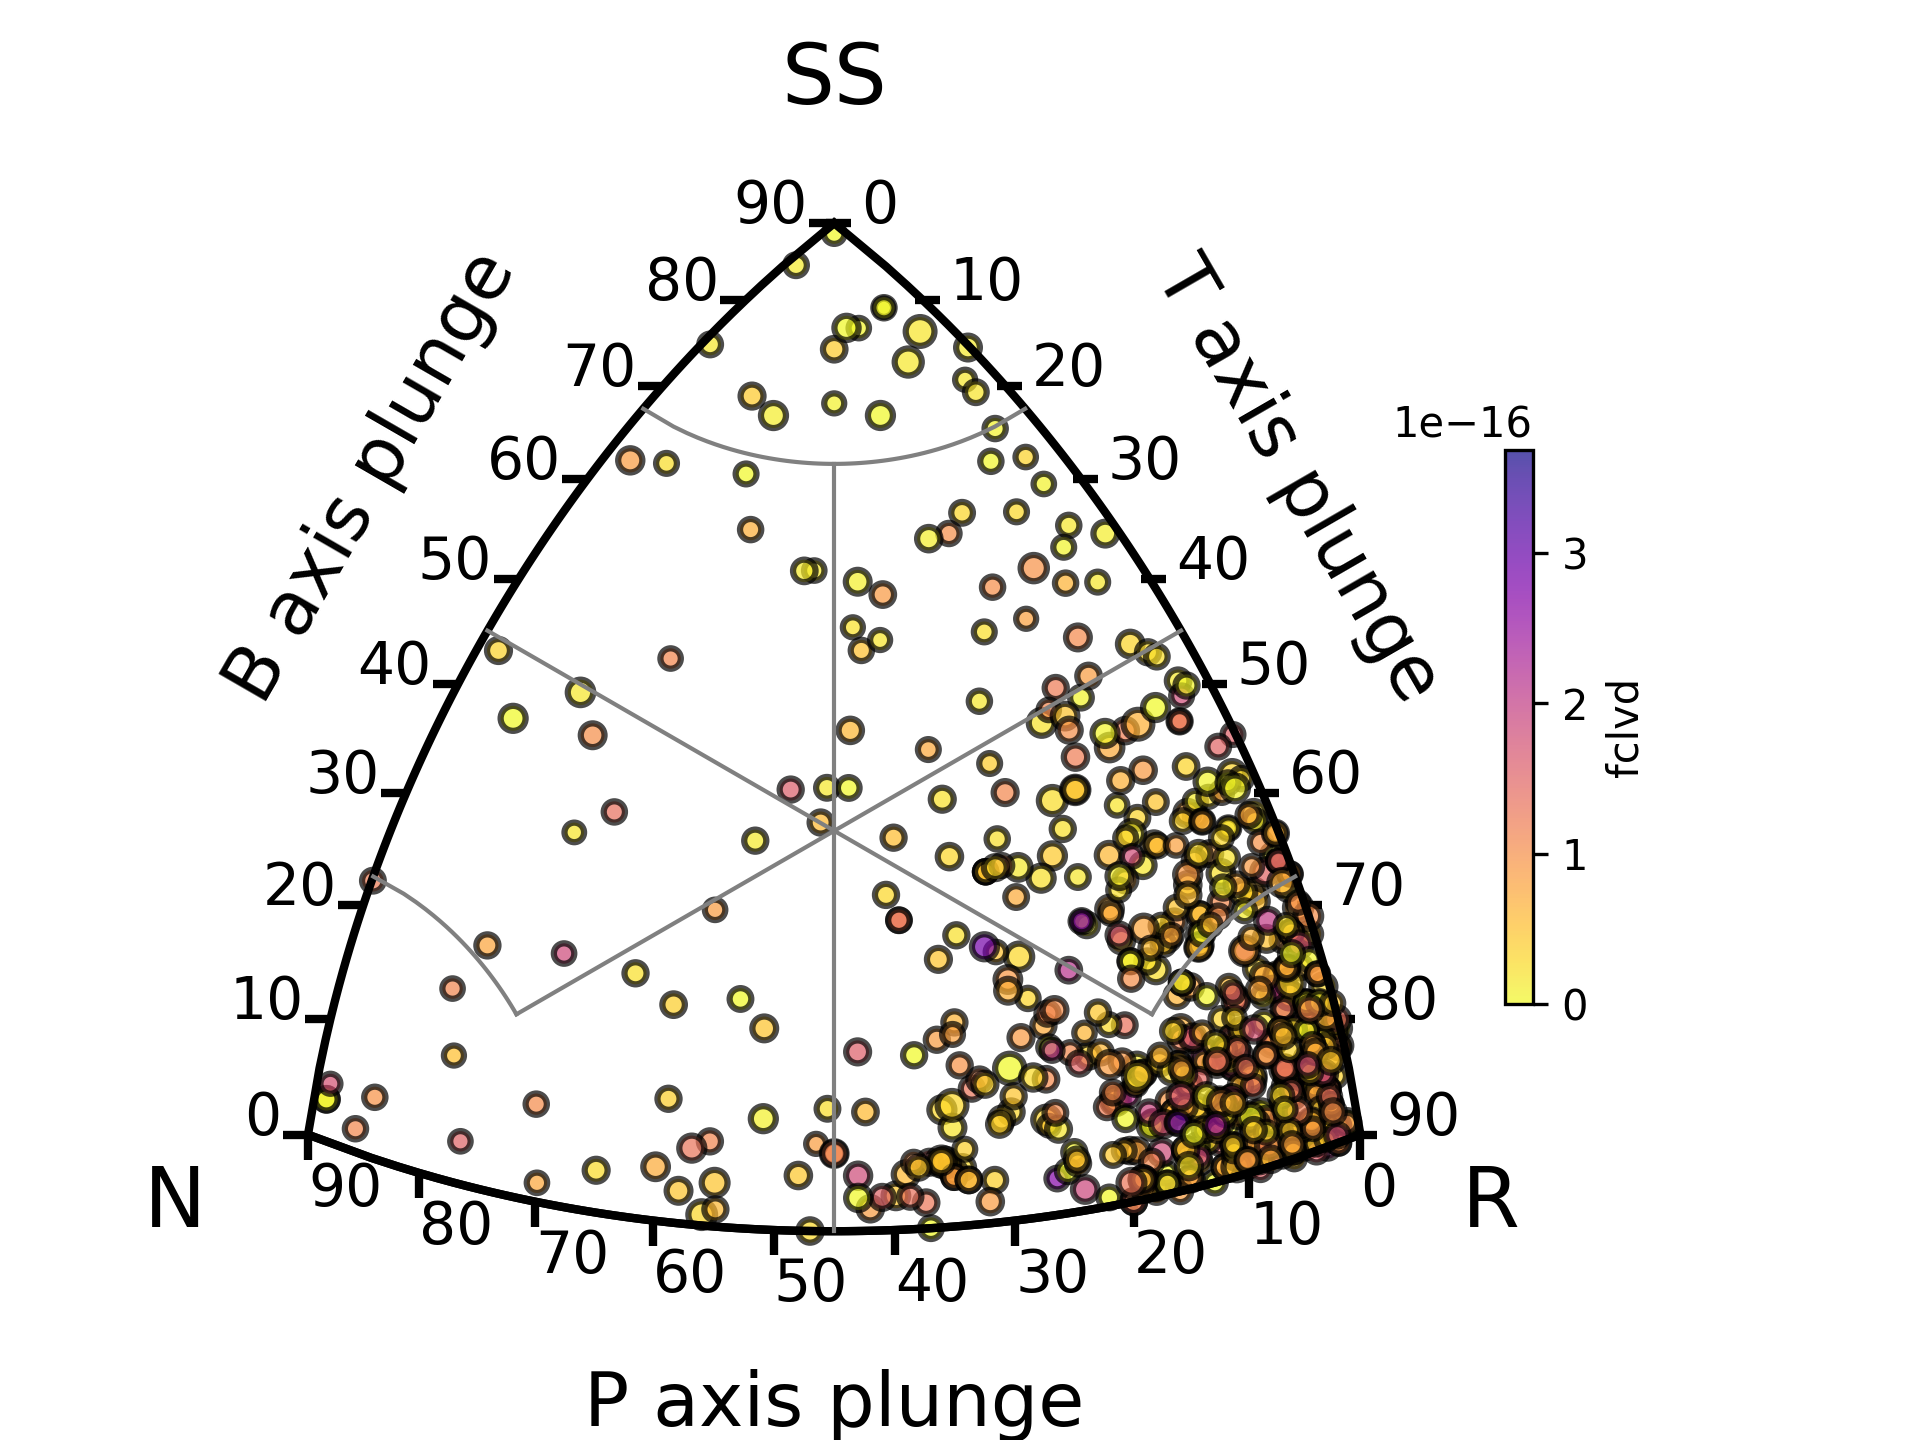 SS
90 0
80 10
70 20
60 30
50 40
40 50
30 60
20 70
10 80
0 90
B axis plunge
T axis plunge
N
R
90 80 70 60 50 40 30 20 10 0
P axis plunge
1e−16
3
2
1
0
fclvd